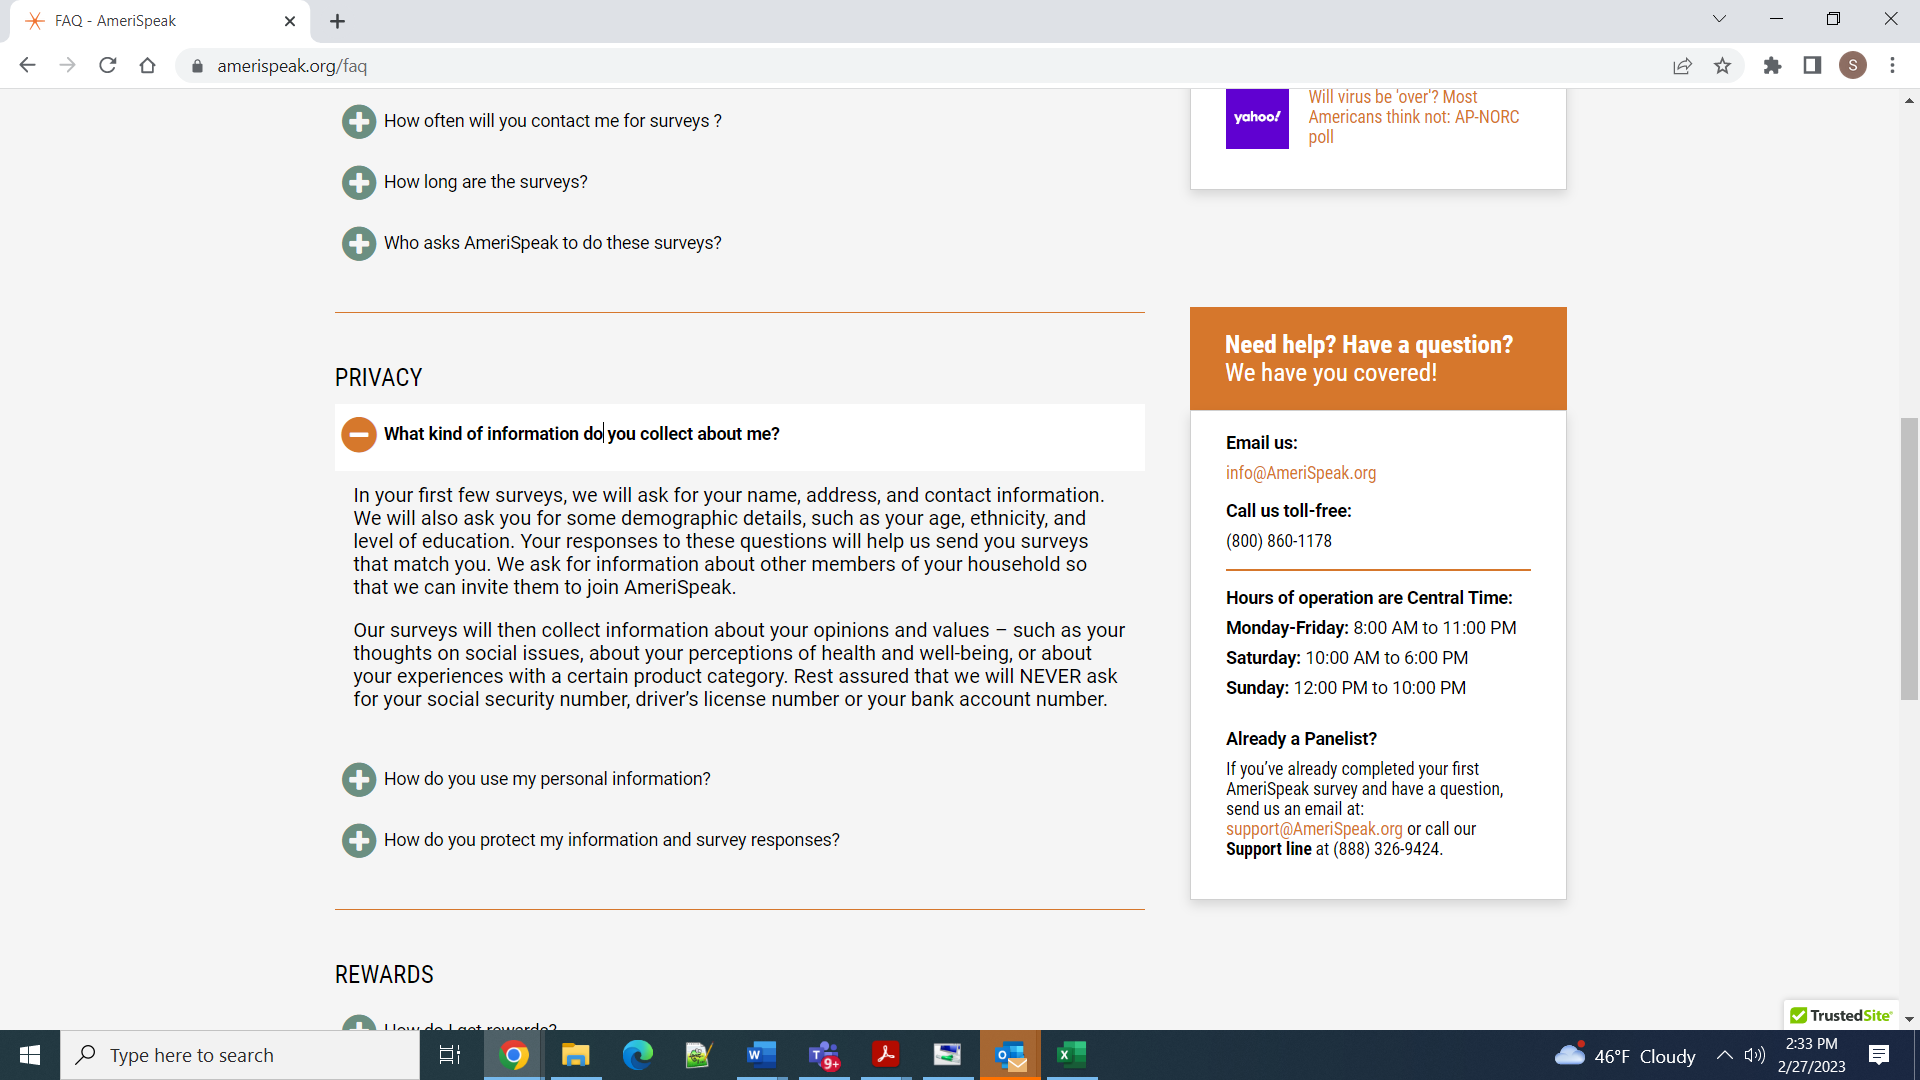 FAQ - AmeriSpeak
amerispeak.org/faq
S
How often will you contact me for surveys ?
How long are the surveys?
Who asks AmeriSpeak to do these surveys?
PRIVACY
What kind of information do you collect about me?
In your first few surveys, we will ask for your name, address, and contact information.
We will also ask you for some demographic details, such as your age, ethnicity, and
level of education. Your responses to these questions will help us send you surveys
that match you. We ask for information about other members of your household so
that we can invite them to join AmeriSpeak.
Our surveys will then collect information about your opinions and values – such as your
thoughts on social issues, about your perceptions of health and well-being, or about
your experiences with a certain product category. Rest assured that we will NEVER ask
for your social security number, driver’s license number or your bank account number.
How do you use my personal information?
How do you protect my information and survey responses?
REWARDS
How do I get rewards?
yahoo!
Will virus be 'over'? Most
Americans think not: AP-NORC
poll
Need help? Have a question?
We have you covered!
Email us:
info@AmeriSpeak.org
Call us toll-free:
(800) 860-1178
Hours of operation are Central Time:
Monday-Friday: 8:00 AM to 11:00 PM
Saturday: 10:00 AM to 6:00 PM
Sunday: 12:00 PM to 10:00 PM
Already a Panelist?
If you’ve already completed your first
AmeriSpeak survey and have a question,
send us an email at:
support@AmeriSpeak.org or call our
Support line at (888) 326-9424.
TrustedSite
Type here to search
9+
46°F Cloudy
2:33 PM
2/27/2023